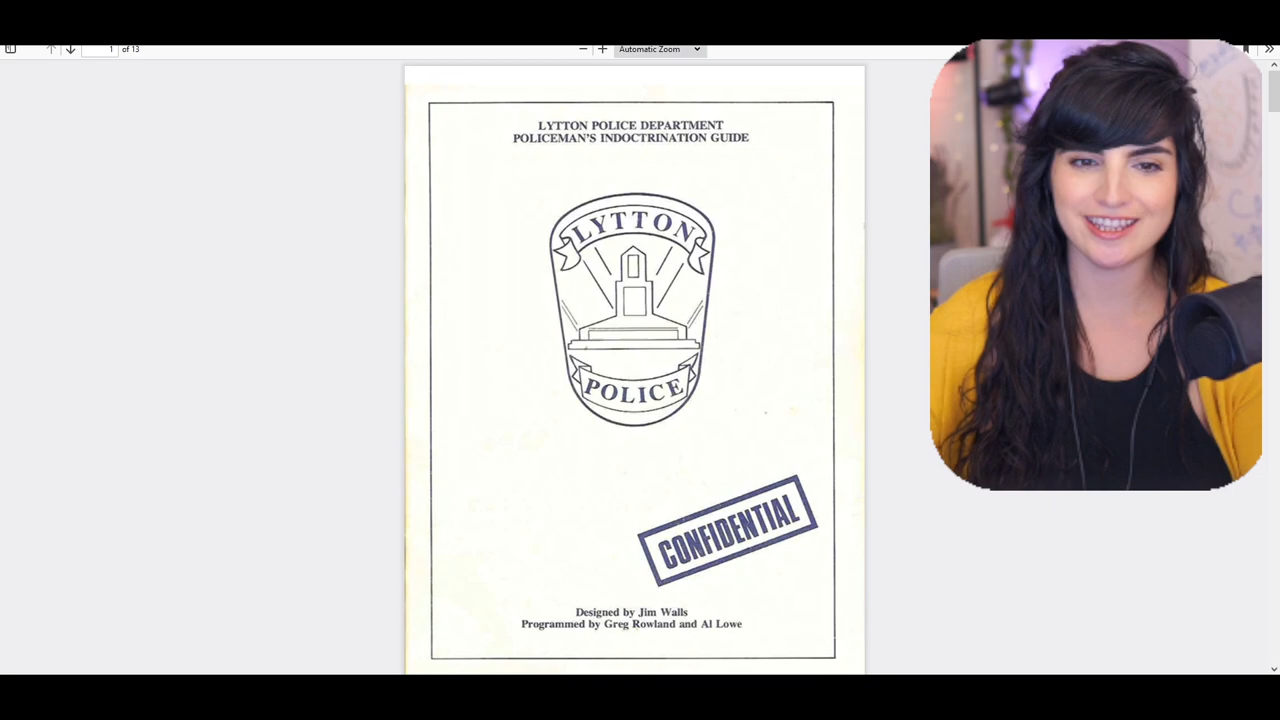 1 of 13
Automatic Zoom
LYTTON POLICE DEPARTMENT
POLICEMAN'S INDOCTRINATION GUIDE
LYTTON
POLICE
CONFIDENTIAL
Designed by Jim Walls
Programmed by Greg Rowland and Al Lowe